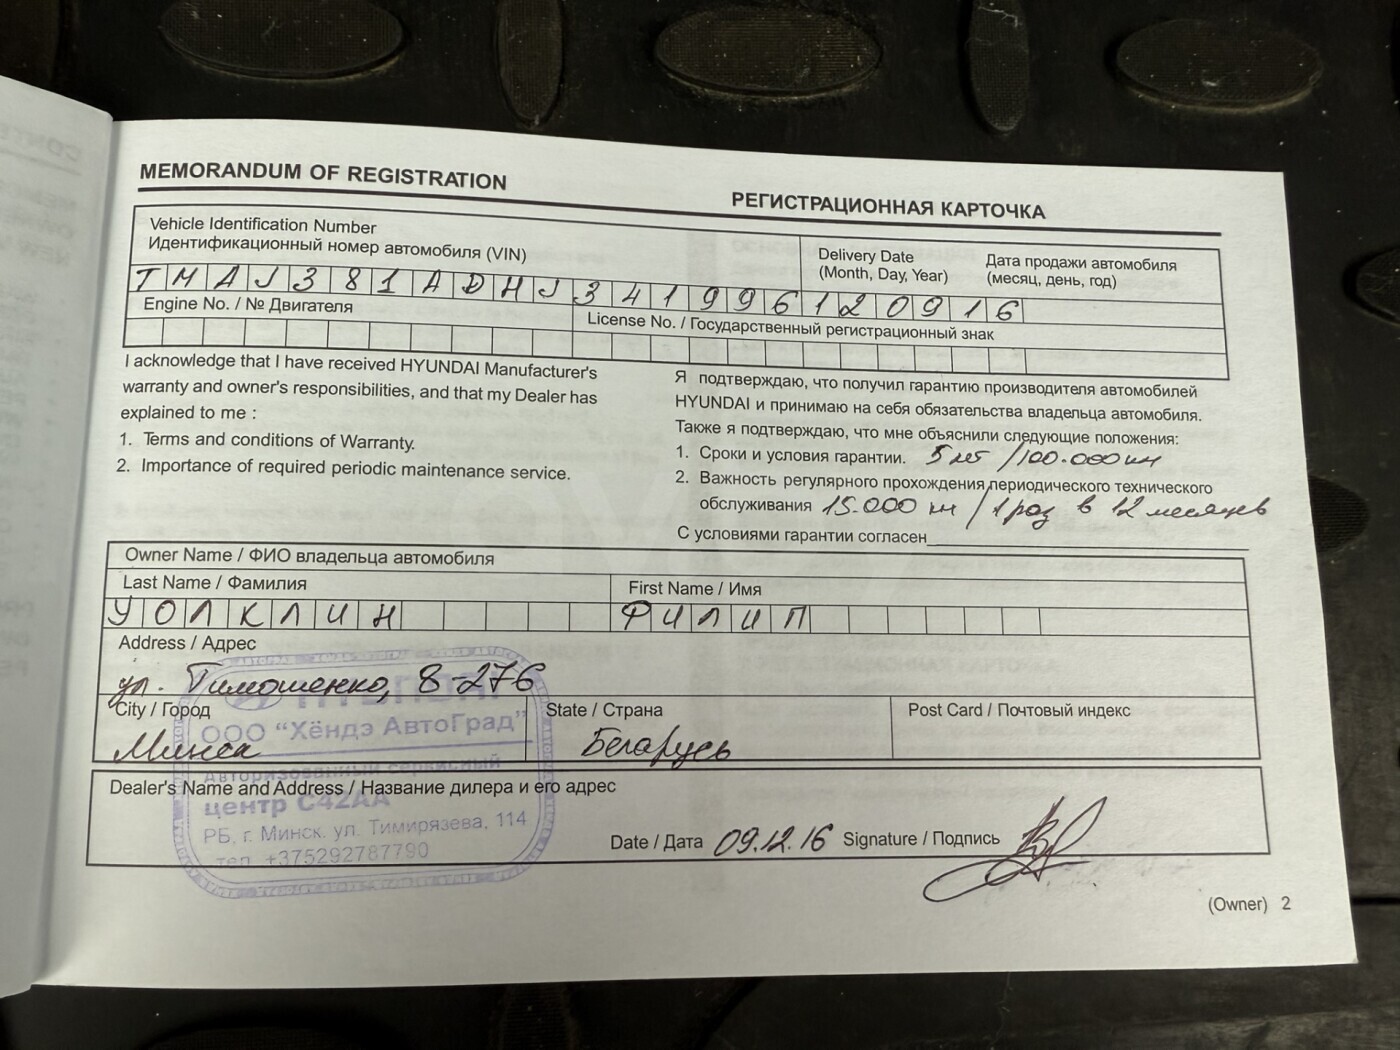 MEMORANDUM OF REGISTRATION
РЕГИСТРАЦИОННАЯ КАРТОЧКА
Vehicle Identification Number
Идентификационный номер автомобиля (VIN)
Delivery Date
(Month, Day, Year)
Дата продажи автомобиля
(месяц, день, год)
TMAJ381ADHJ341996 120916
Engine No. / № Двигателя
License No. / Государственный регистрационный знак
I acknowledge that I have received HYUNDAI Manufacturer's
warranty and owner's responsibilities, and that my Dealer has
explained to me :
1. Terms and conditions of Warranty.
2. Importance of required periodic maintenance service.
Я подтверждаю, что получил гарантию производителя автомобилей
HYUNDAI и принимаю на себя обязательства владельца автомобиля.
Также я подтверждаю, что мне объяснили следующие положения:
1. Сроки и условия гарантии. 5 лет /100.000 км
2. Важность регулярного прохождения периодического технического
обслуживания 15.000 км / 1 раз в 12 месяцев
С условиями гарантии согласен
Owner Name / ФИО владельца автомобиля
Last Name / Фамилия
First Name / Имя
УОЛКЛИН
ФИЛИП
Address / Адрес
ул. Тимошенко, 8-276
City / Город
State / Страна
Post Card / Почтовый индекс
Минск
Беларусь
HYUNDAI
ООО "Хёндэ АвтоГрад"
Авторизованный сервисный
центр C42AA
РБ, г. Минск. ул. Тимирязева, 114
тел. +375292787790
Dealer's Name and Address / Название дилера и его адрес
Date / Дата 09.12.16 Signature / Подпись
(Owner) 2